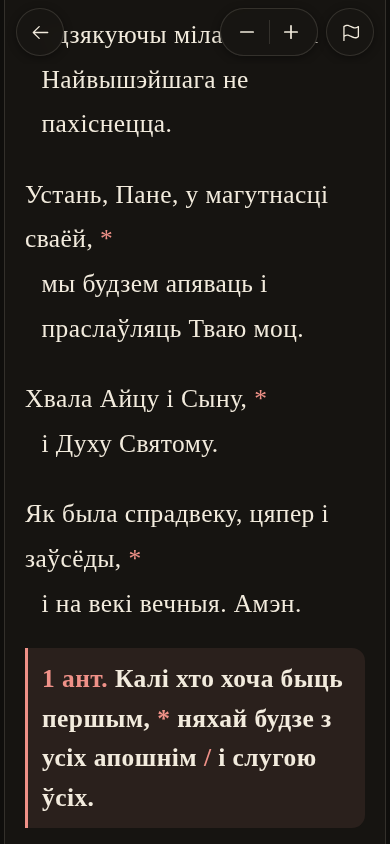 дзякуючы міла
Найвышэйшага не
пахіснецца.
Устань, Пане, у магутнасці
сваёй, *
мы будзем апяваць і
праслаўляць Тваю моц.
Хвала Айцу і Сыну, *
і Духу Святому.
Як была спрадвеку, цяпер і
заўсёды, *
і на векі вечныя. Амэн.
1 ант. Калі хто хоча быць
першым, * няхай будзе з
усіх апошнім / і слугою
ўсіх.